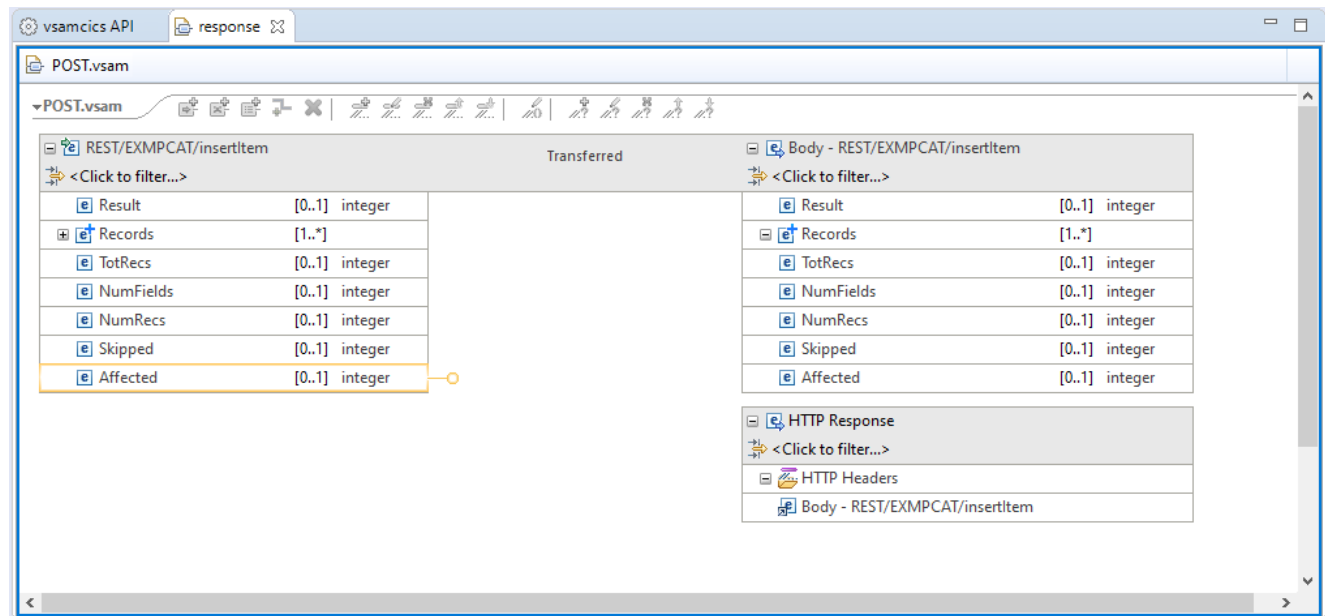 vsamcics API response
POST.vsam
POST.vsam
REST/EXMPCAT/insertItem Transferred Body - REST/EXMPCAT/insertItem
<Click to filter...> <Click to filter...>
Result [0..1] integer Result [0..1] integer
Records [1..*] Records [1..*]
TotRecs [0..1] integer TotRecs [0..1] integer
NumFields [0..1] integer NumFields [0..1] integer
NumRecs [0..1] integer NumRecs [0..1] integer
Skipped [0..1] integer Skipped [0..1] integer
Affected [0..1] integer Affected [0..1] integer
HTTP Response
<Click to filter...>
HTTP Headers
Body - REST/EXMPCAT/insertItem